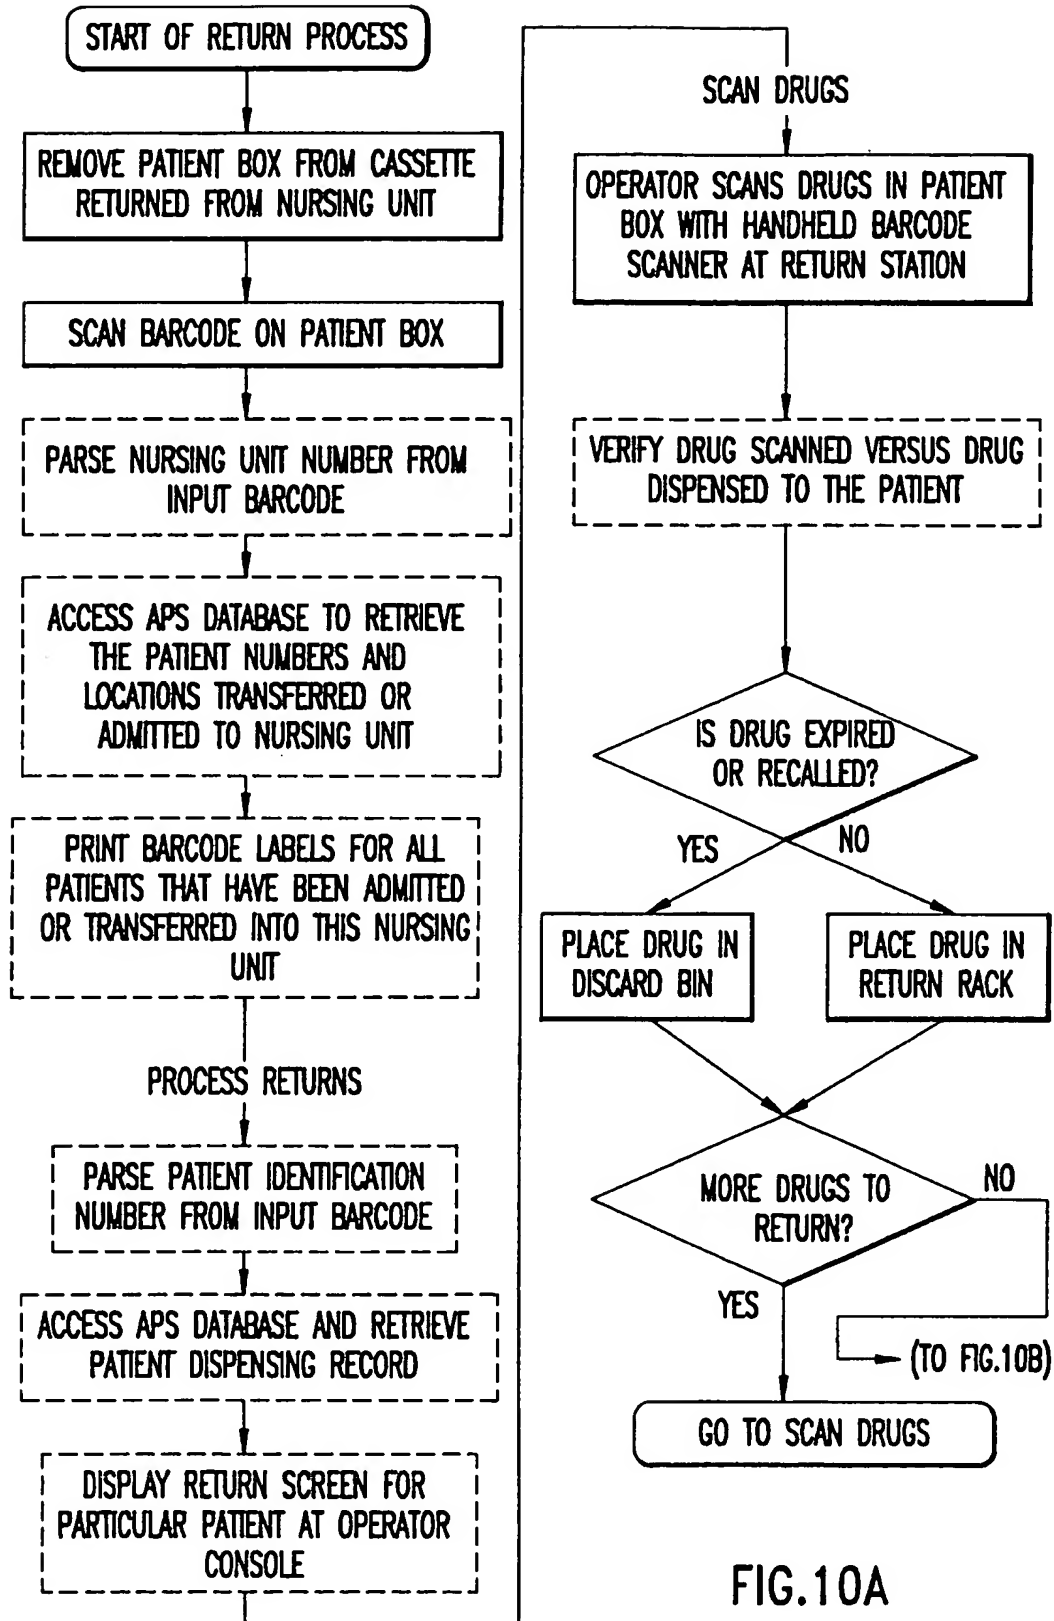 START OF RETURN PROCESS
REMOVE PATIENT BOX FROM CASSETTE
RETURNED FROM NURSING UNIT
SCAN BARCODE ON PATIENT BOX
PARSE NURSING UNIT NUMBER FROM
INPUT BARCODE
ACCESS APS DATABASE TO RETRIEVE
THE PATIENT NUMBERS AND
LOCATIONS TRANSFERRED OR
ADMITTED TO NURSING UNIT
PRINT BARCODE LABELS FOR ALL
PATIENTS THAT HAVE BEEN ADMITTED
OR TRANSFERRED INTO THIS NURSING
UNIT
PROCESS RETURNS
PARSE PATIENT IDENTIFICATION
NUMBER FROM INPUT BARCODE
ACCESS APS DATABASE AND RETRIEVE
PATIENT DISPENSING RECORD
DISPLAY RETURN SCREEN FOR
PARTICULAR PATIENT AT OPERATOR
CONSOLE
SCAN DRUGS
OPERATOR SCANS DRUGS IN PATIENT
BOX WITH HANDHELD BARCODE
SCANNER AT RETURN STATION
VERIFY DRUG SCANNED VERSUS DRUG
DISPENSED TO THE PATIENT
IS DRUG EXPIRED
OR RECALLED?
YES
NO
PLACE DRUG IN
DISCARD BIN
PLACE DRUG IN
RETURN RACK
MORE DRUGS TO
RETURN?
NO
YES
(TO FIG.10B)
GO TO SCAN DRUGS
FIG.10A